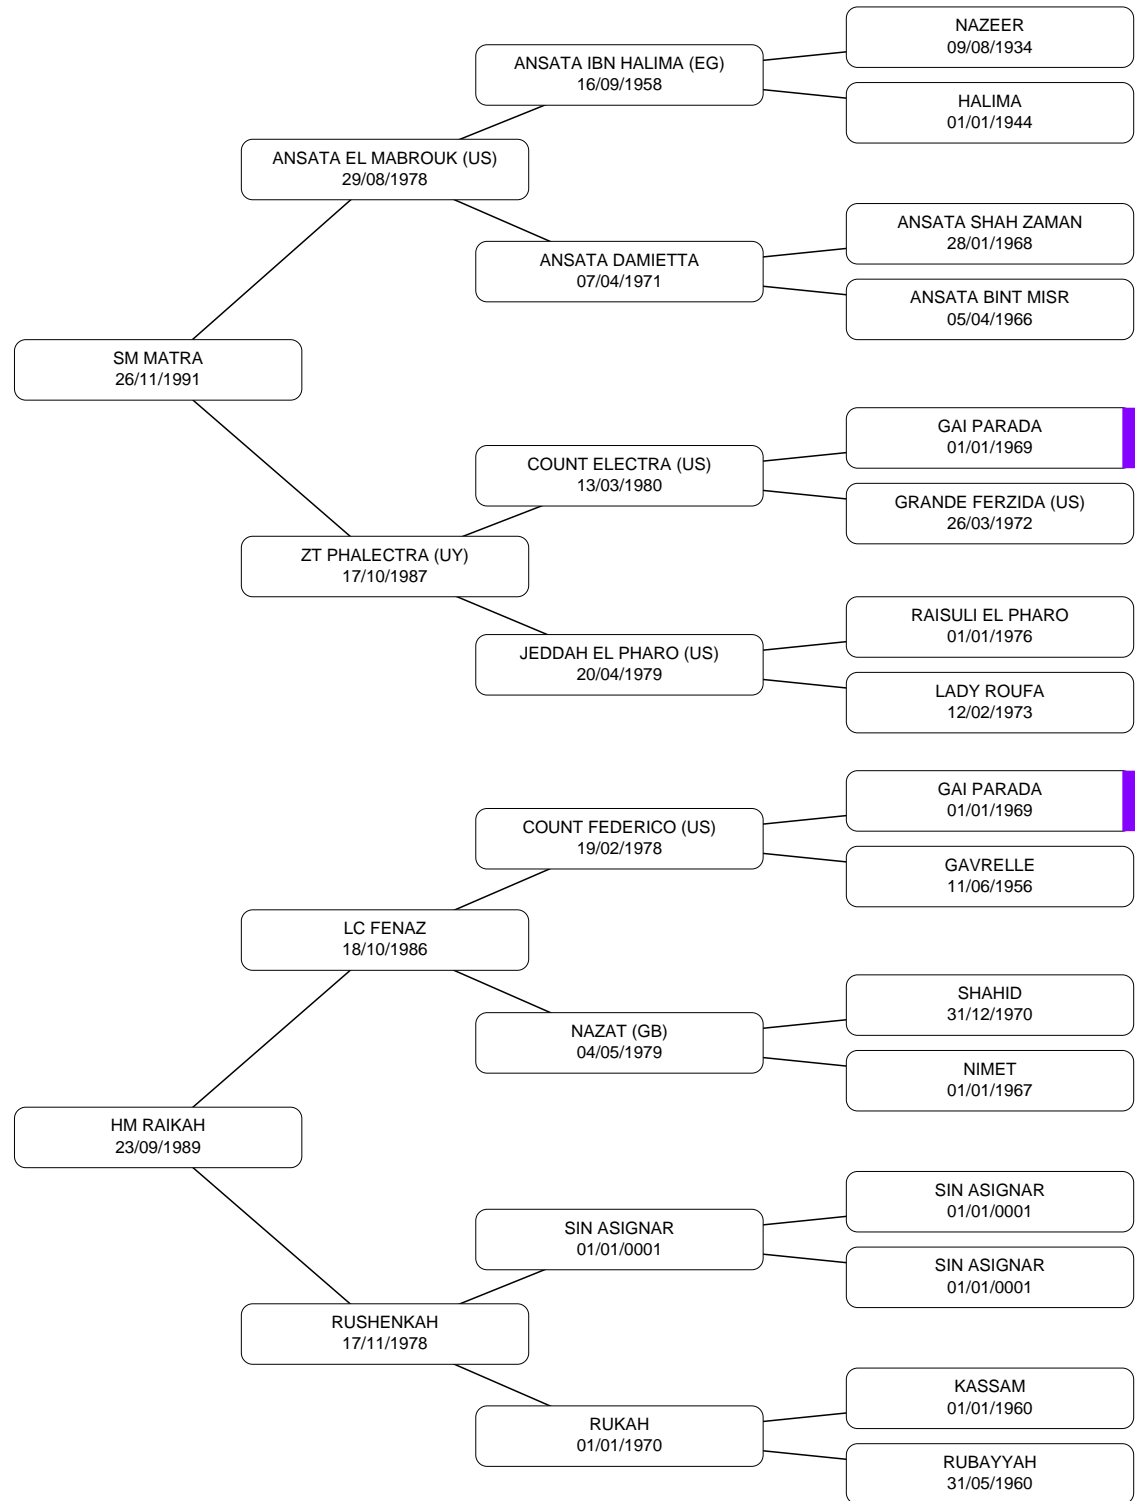 NAZEER
09/08/1934
ANSATA IBN HALIMA (EG)
16/09/1958
HALIMA
01/01/1944
ANSATA EL MABROUK (US)
29/08/1978
ANSATA SHAH ZAMAN
28/01/1968
ANSATA DAMIETTA
07/04/1971
ANSATA BINT MISR
05/04/1966
SM MATRA
26/11/1991
GAI PARADA
01/01/1969
COUNT ELECTRA (US)
13/03/1980
GRANDE FERZIDA (US)
26/03/1972
ZT PHALECTRA (UY)
17/10/1987
RAISULI EL PHARO
01/01/1976
JEDDAH EL PHARO (US)
20/04/1979
LADY ROUFA
12/02/1973
GAI PARADA
01/01/1969
COUNT FEDERICO (US)
19/02/1978
GAVRELLE
11/06/1956
LC FENAZ
18/10/1986
SHAHID
31/12/1970
NAZAT (GB)
04/05/1979
NIMET
01/01/1967
HM RAIKAH
23/09/1989
SIN ASIGNAR
01/01/0001
SIN ASIGNAR
01/01/0001
SIN ASIGNAR
01/01/0001
RUSHENKAH
17/11/1978
KASSAM
01/01/1960
RUKAH
01/01/1970
RUBAYYAH
31/05/1960